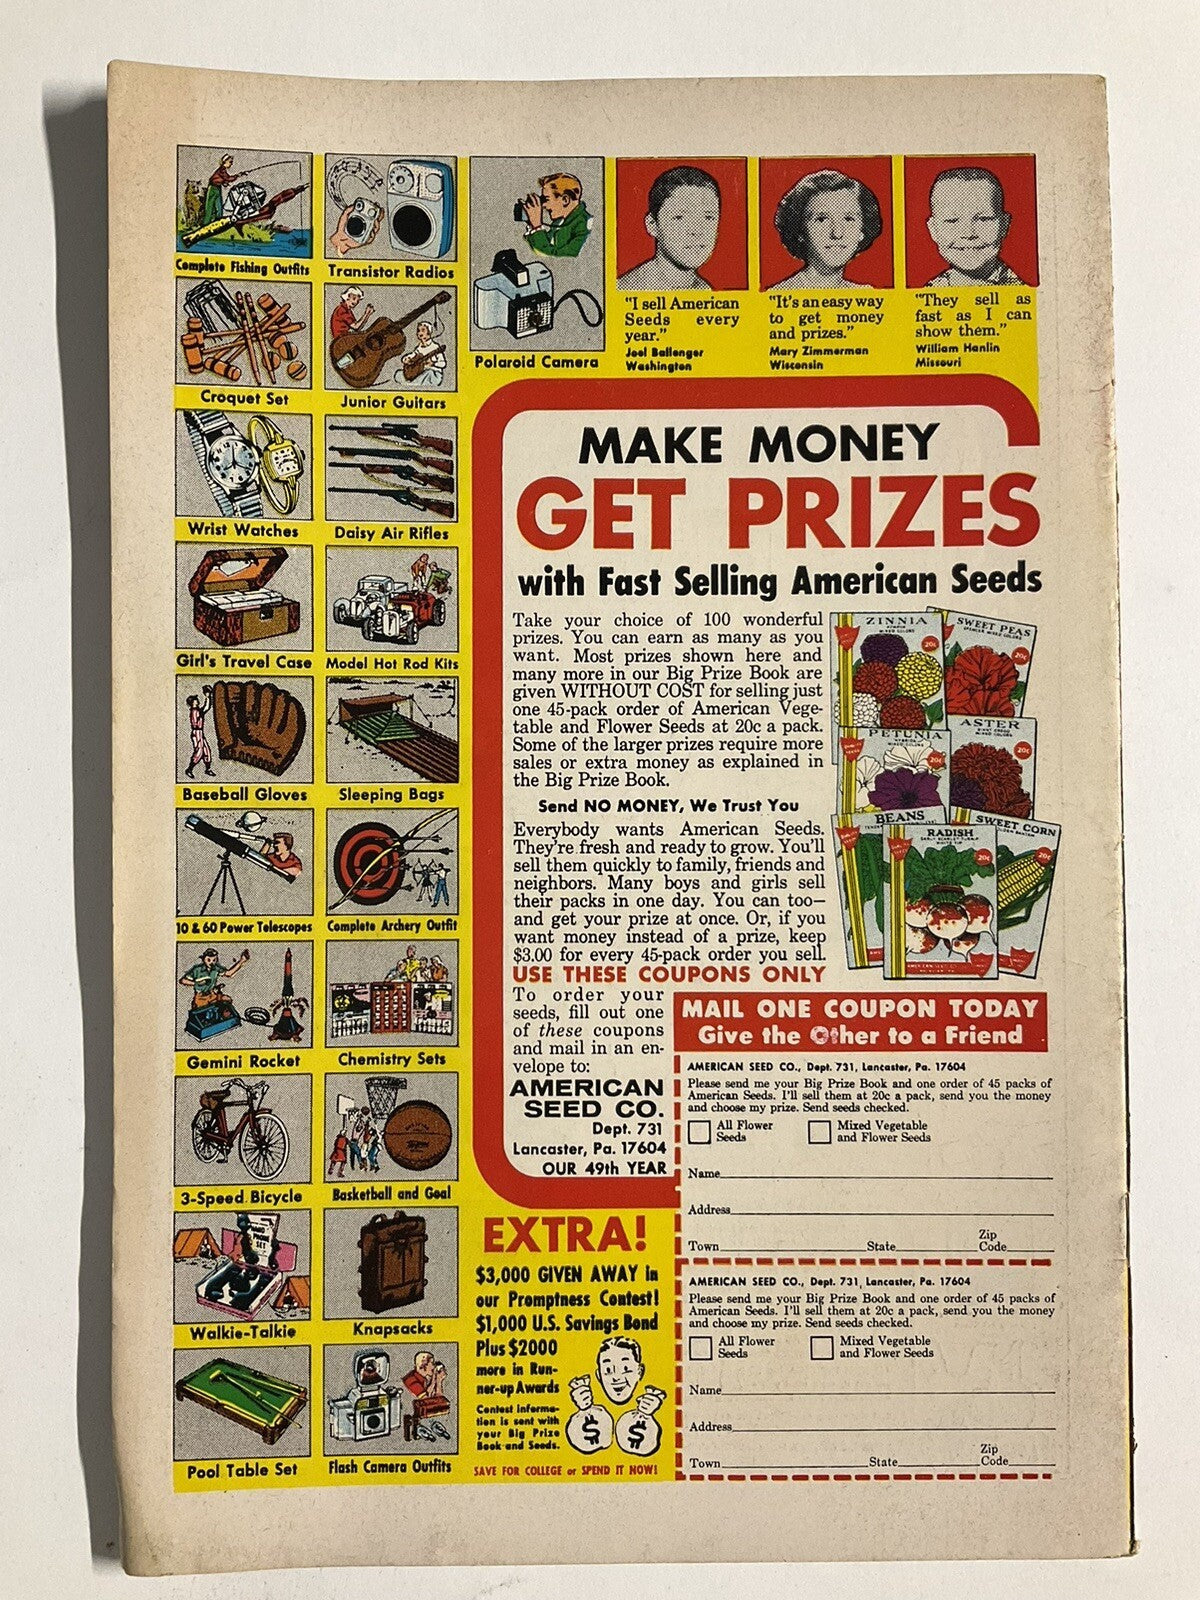 Complete Fishing Outfits
Transistor Radios
Polaroid Camera
Croquet Set
Junior Guitars
Wrist Watches
Daisy Air Rifles
Girl's Travel Case
Model Hot Rod Kits
Baseball Gloves
Sleeping Bags
10 & 60 Power Telescopes
Complete Archery Outfit
Gemini Rocket
Chemistry Sets
3-Speed Bicycle
Basketball and Goal
Walkie-Talkie
Knapsacks
Pool Table Set
Flash Camera Outfits
"I sell American
Seeds every
year."
Joel Ballenger
Washington
"It's an easy way
to get money
and prizes."
Mary Zimmerman
Wisconsin
"They sell as
fast as I can
show them."
William Hanlin
Missouri
MAKE MONEY
GET PRIZES
with Fast Selling American Seeds
Take your choice of 100 wonderful
prizes. You can earn as many as you
want. Most prizes shown here and
many more in our Big Prize Book are
given WITHOUT COST for selling just
one 45-pack order of American Vege-
table and Flower Seeds at 20c a pack.
Some of the larger prizes require more
sales or extra money as explained in
the Big Prize Book.
Send NO MONEY, We Trust You
Everybody wants American Seeds.
They're fresh and ready to grow. You'll
sell them quickly to family, friends and
neighbors. Many boys and girls sell
their packs in one day. You can too—
and get your prize at once. Or, if you
want money instead of a prize, keep
$3.00 for every 45-pack order you sell.
USE THESE COUPONS ONLY
To order your
seeds, fill out one
of these coupons
and mail in an en-
velope to:
AMERICAN
SEED CO.
Dept. 731
Lancaster, Pa. 17604
OUR 49th YEAR
ZINNIA
MIXED COLORS
20c
SWEET PEAS
SPENCER MIXED COLORS
20c
PETUNIA
MIXED COLORS
20c
ASTER
MIXED COLORS
20c
BEANS
RADISH
20c
SWEET CORN
20c
MAIL ONE COUPON TODAY
Give the Other to a Friend
AMERICAN SEED CO., Dept. 731, Lancaster, Pa. 17604
Please send me your Big Prize Book and one order of 45 packs of
American Seeds. I'll sell them at 20c a pack, send you the money
and choose my prize. Send seeds checked.
All Flower
Seeds
Mixed Vegetable
and Flower Seeds
Name
Address
Town State Zip Code
AMERICAN SEED CO., Dept. 731, Lancaster, Pa. 17604
Please send me your Big Prize Book and one order of 45 packs of
American Seeds. I'll sell them at 20c a pack, send you the money
and choose my prize. Send seeds checked.
All Flower
Seeds
Mixed Vegetable
and Flower Seeds
Name
Address
Town State Zip Code
EXTRA!
$3,000 GIVEN AWAY in
our Promptness Contest!
$1,000 U.S. Savings Bond
Plus $2000
more in Run-
ner-up Awards
Contest informa-
tion is sent with
your Big Prize
Book and Seeds.
$ $
SAVE FOR COLLEGE or SPEND IT NOW!